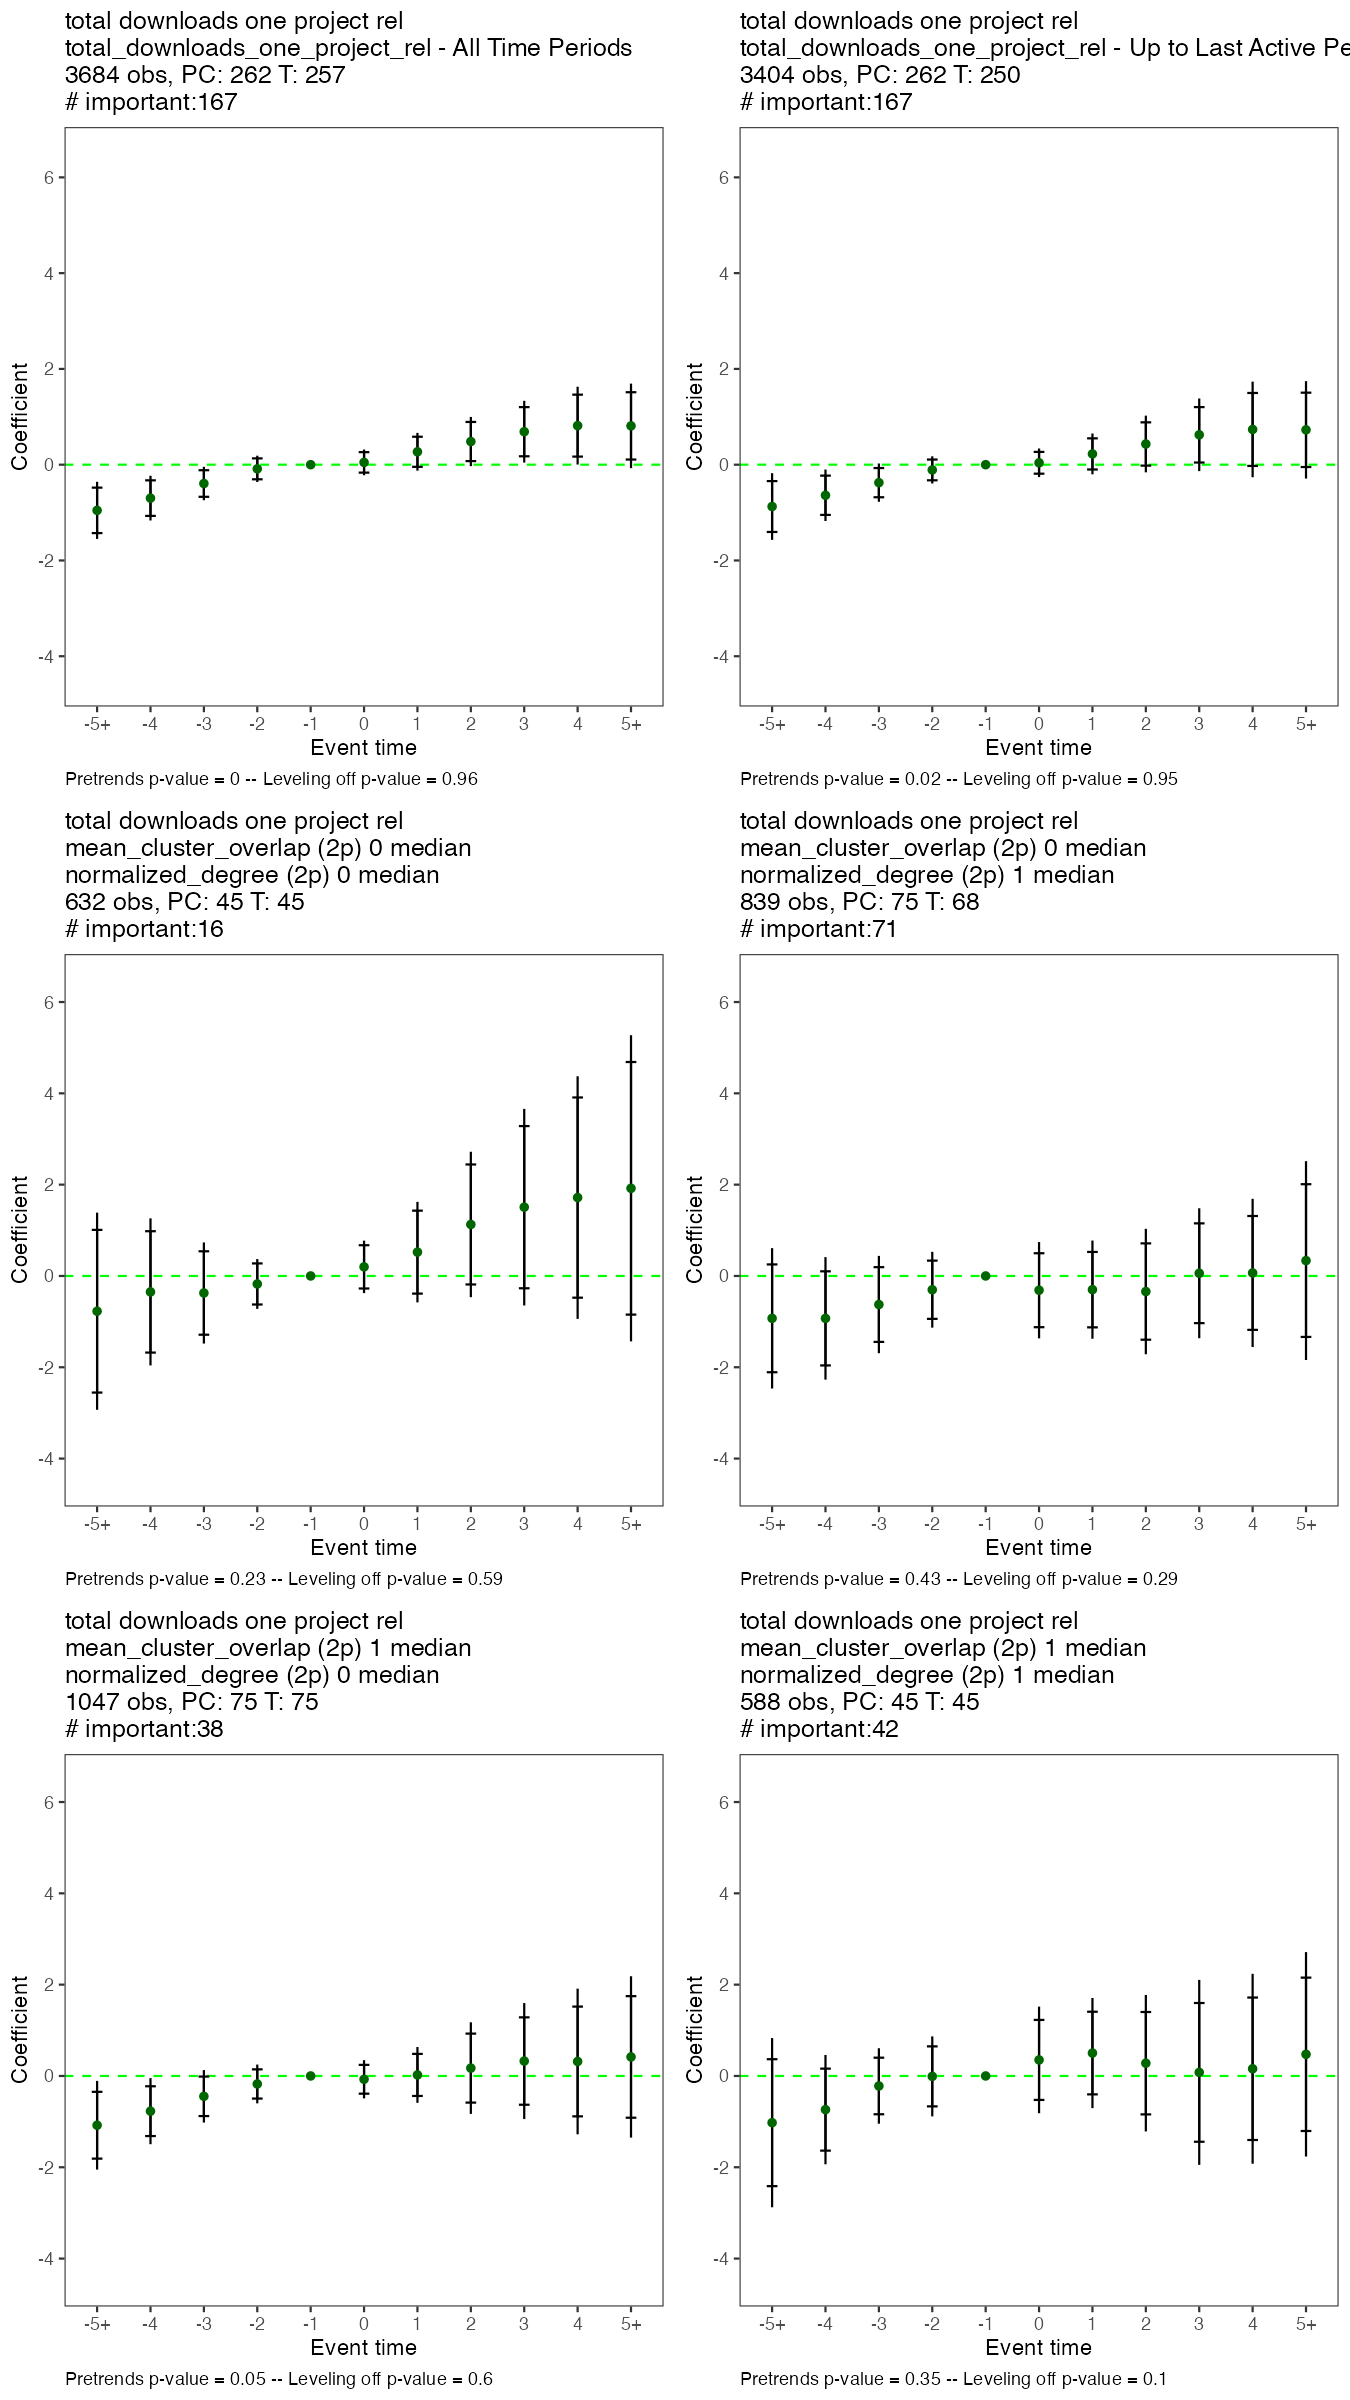 total downloads one project rel
total_downloads_one_project_rel - All Time Periods
3684 obs, PC: 262 T: 257
# important:167
6
4
2
0
-2
-4
Coefficient
-5+ -4 -3 -2 -1 0 1 2 3 4 5+
Event time
Pretrends p-value = 0 -- Leveling off p-value = 0.96
total downloads one project rel
total_downloads_one_project_rel - Up to Last Active Pe
3404 obs, PC: 262 T: 250
# important:167
6
4
2
0
-2
-4
Coefficient
-5+ -4 -3 -2 -1 0 1 2 3 4 5+
Event time
Pretrends p-value = 0.02 -- Leveling off p-value = 0.95
total downloads one project rel
mean_cluster_overlap (2p) 0 median
normalized_degree (2p) 0 median
632 obs, PC: 45 T: 45
# important:16
6
4
2
0
-2
-4
Coefficient
-5+ -4 -3 -2 -1 0 1 2 3 4 5+
Event time
Pretrends p-value = 0.23 -- Leveling off p-value = 0.59
total downloads one project rel
mean_cluster_overlap (2p) 0 median
normalized_degree (2p) 1 median
839 obs, PC: 75 T: 68
# important:71
6
4
2
0
-2
-4
Coefficient
-5+ -4 -3 -2 -1 0 1 2 3 4 5+
Event time
Pretrends p-value = 0.43 -- Leveling off p-value = 0.29
total downloads one project rel
mean_cluster_overlap (2p) 1 median
normalized_degree (2p) 0 median
1047 obs, PC: 75 T: 75
# important:38
6
4
2
0
-2
-4
Coefficient
-5+ -4 -3 -2 -1 0 1 2 3 4 5+
Event time
Pretrends p-value = 0.05 -- Leveling off p-value = 0.6
total downloads one project rel
mean_cluster_overlap (2p) 1 median
normalized_degree (2p) 1 median
588 obs, PC: 45 T: 45
# important:42
6
4
2
0
-2
-4
Coefficient
-5+ -4 -3 -2 -1 0 1 2 3 4 5+
Event time
Pretrends p-value = 0.35 -- Leveling off p-value = 0.1